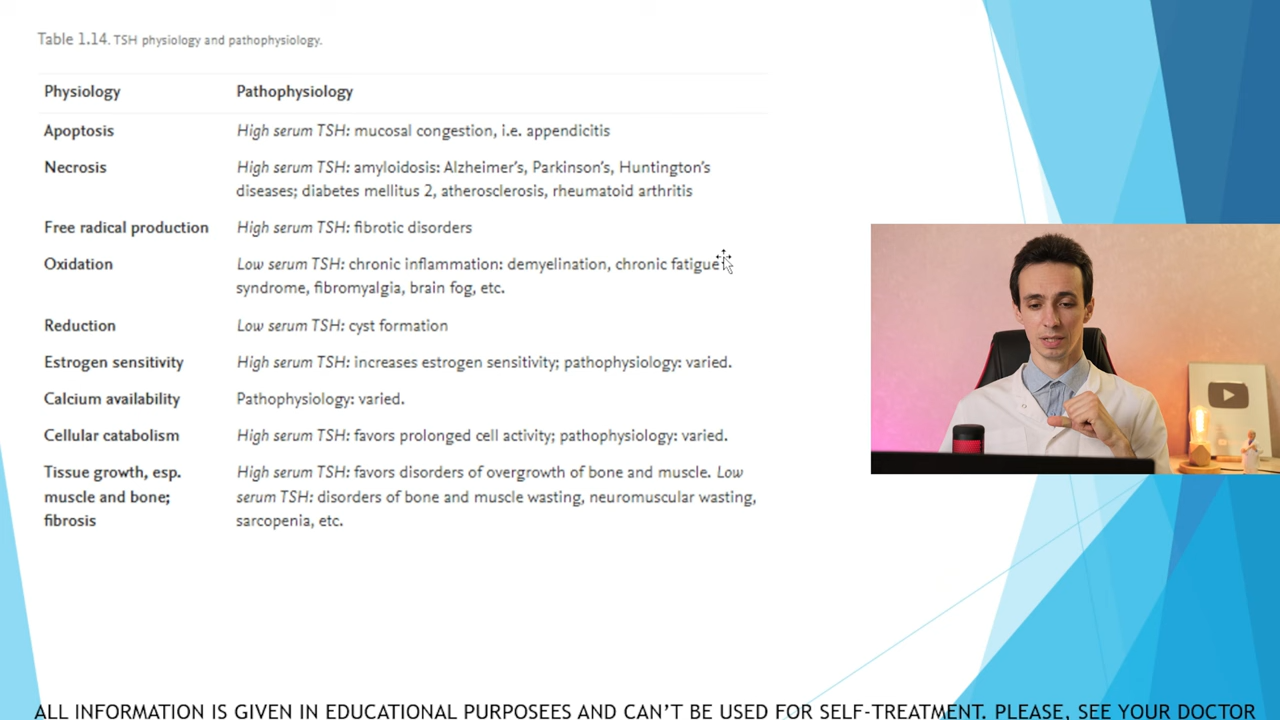 Table 1.14. TSH physiology and pathophysiology.
Physiology Pathophysiology
Apoptosis High serum TSH: mucosal congestion, i.e. appendicitis
Necrosis High serum TSH: amyloidosis: Alzheimer's, Parkinson's, Huntington's
diseases; diabetes mellitus 2, atherosclerosis, rheumatoid arthritis
Free radical production High serum TSH: fibrotic disorders
Oxidation Low serum TSH: chronic inflammation: demyelination, chronic fatigue
syndrome, fibromyalgia, brain fog, etc.
Reduction Low serum TSH: cyst formation
Estrogen sensitivity High serum TSH: increases estrogen sensitivity; pathophysiology: varied.
Calcium availability Pathophysiology: varied.
Cellular catabolism High serum TSH: favors prolonged cell activity; pathophysiology: varied.
Tissue growth, esp. High serum TSH: favors disorders of overgrowth of bone and muscle. Low
muscle and bone; serum TSH: disorders of bone and muscle wasting, neuromuscular wasting,
fibrosis sarcopenia, etc.
ALL INFORMATION IS GIVEN IN EDUCATIONAL PURPOSEES AND CAN'T BE USED FOR SELF-TREATMENT. PLEASE, SEE YOUR DOCTOR